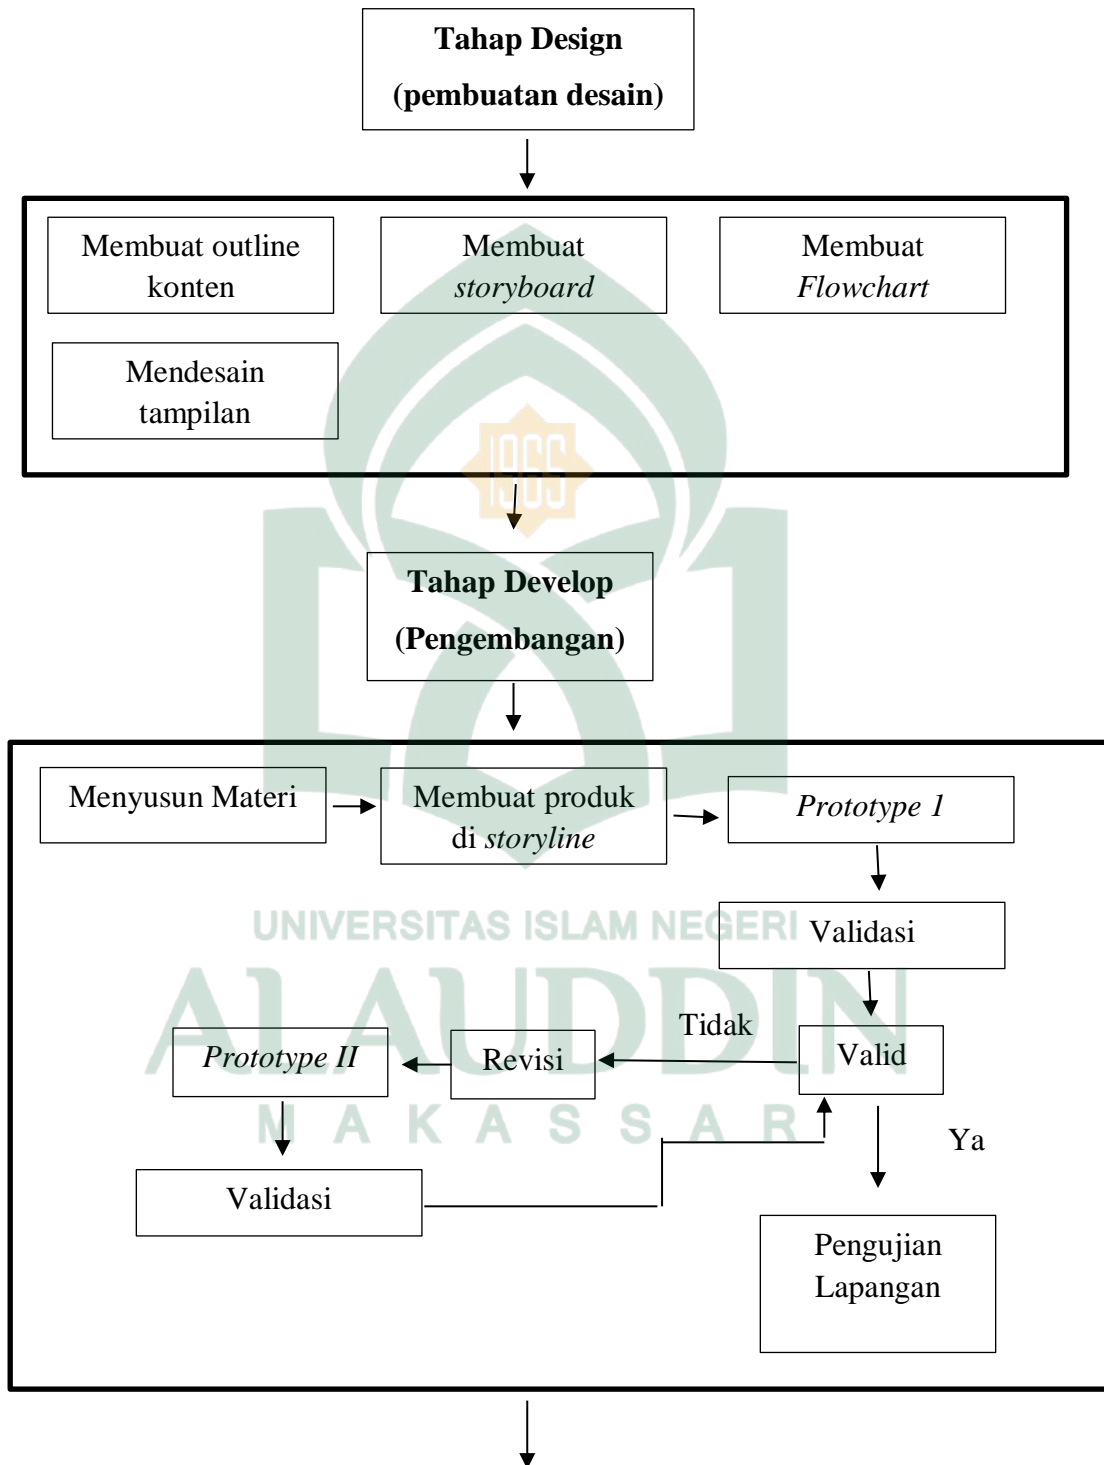 Tahap Design
(pembuatan desain)
Membuat outline
konten
Membuat
storyboard
Membuat
Flowchart
Mendesain
tampilan
1965
Tahap Develop
(Pengembangan)
Menyusun Materi
Membuat produk
di storyline
Prototype 1
UNIVERSITAS ISLAM NEGERI
Validasi
ALAUDDIN
Tidak
Prototype II
Revisi
Valid
MAKASSAR
Ya
Validasi
Pengujian
Lapangan